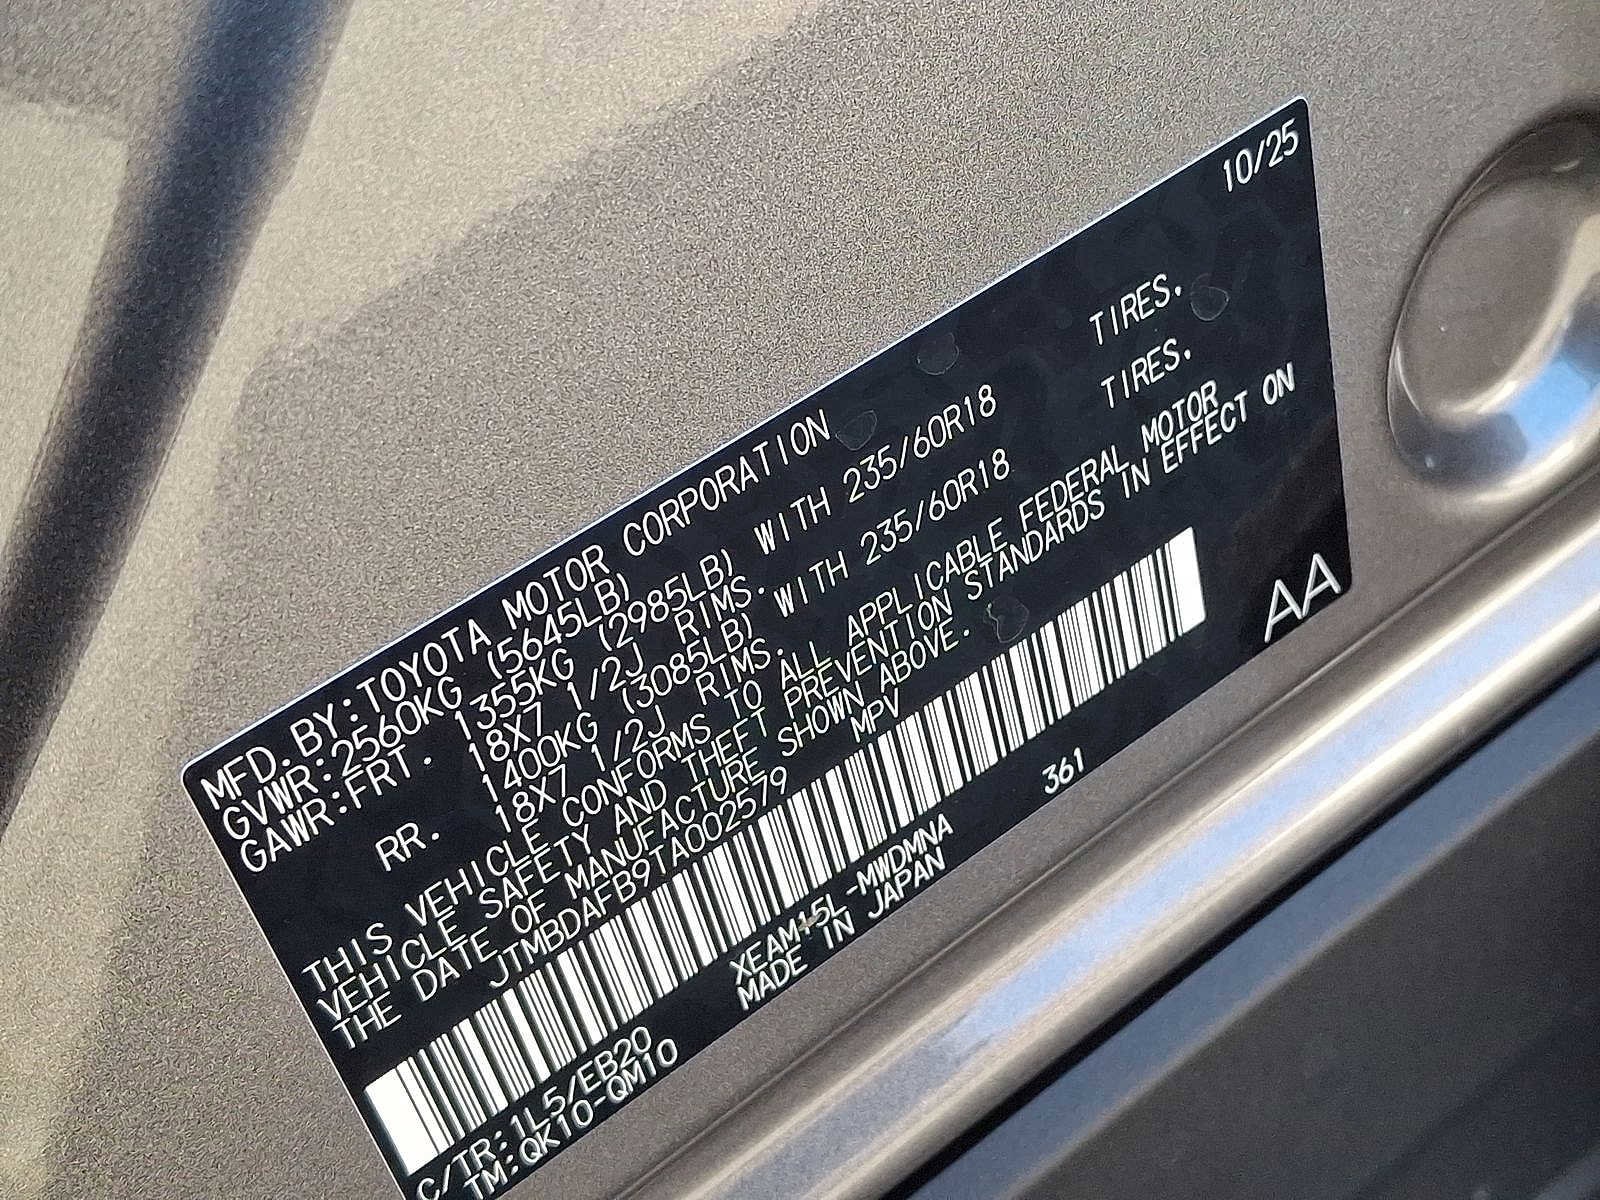 10/25
MFD. BY:TOYOTA MOTOR CORPORATION
GVWR:2560KG (5645LB)
GAWR:FRT. 1355KG (2985LB) WITH 235/60R18 TIRES.
18X7 1/2J RIMS.
RR. 1400KG (3085LB) WITH 235/60R18 TIRES.
18X7 1/2J RIMS.
THIS VEHICLE CONFORMS TO ALL APPLICABLE FEDERAL MOTOR
VEHICLE SAFETY AND THEFT PREVENTION STANDARDS IN EFFECT ON
THE DATE OF MANUFACTURE SHOWN ABOVE.
JTMBDAFB9TA002579 MPV
AA
C/TR:1L5/EB20 XEAM15L-MWDMNA 361
TM:QK10-QM10 MADE IN JAPAN